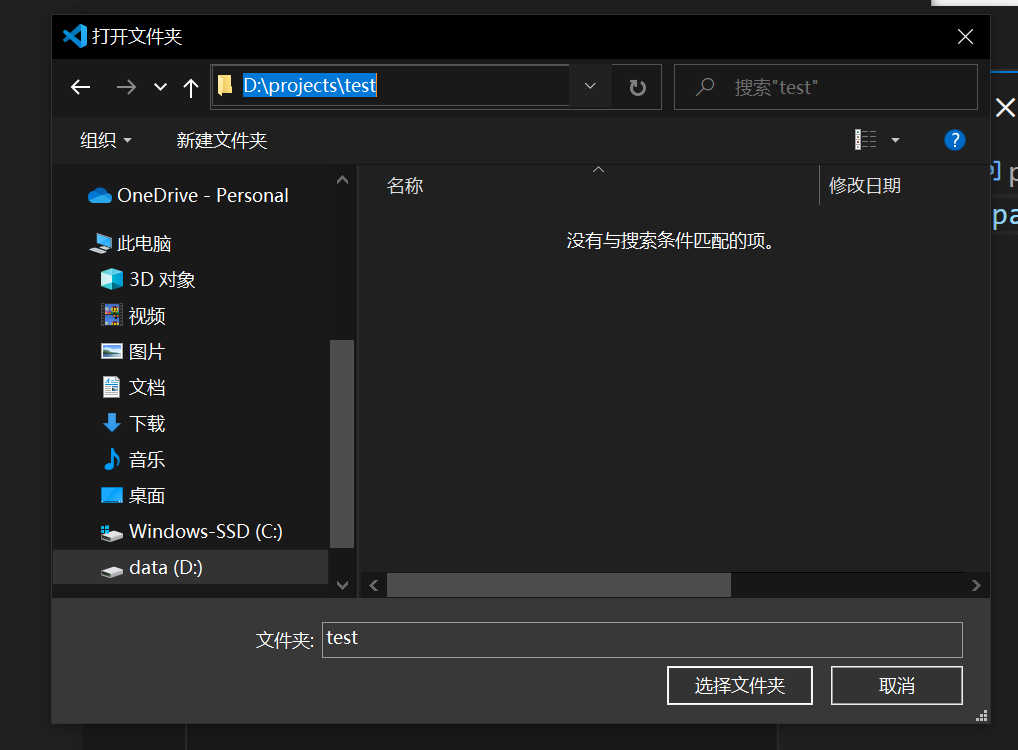 打开文件夹
D:\projects\test
搜索"test"
组织
新建文件夹
?
OneDrive - Personal
此电脑
3D 对象
视频
图片
文档
下载
音乐
桌面
Windows-SSD (C:)
data (D:)
名称
修改日期
没有与搜索条件匹配的项。
文件夹:
test
选择文件夹
取消
p
pa